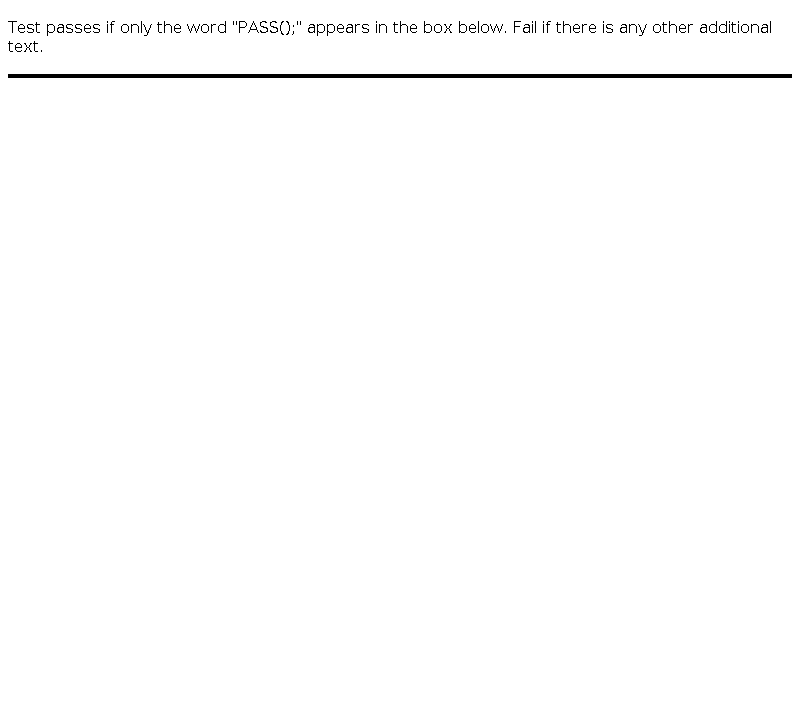 Test passes if only the word "PASS();" appears in the box below. Fail if there is any other additional
text.